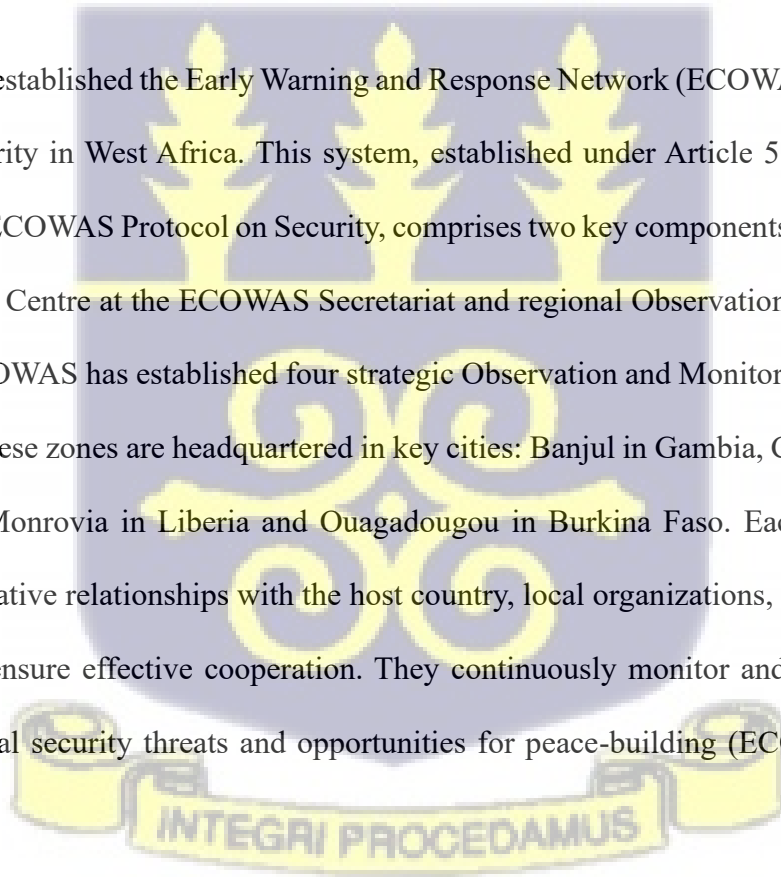 established the Early Warning and Response Network (ECOWA
rity in West Africa. This system, established under Article 5
ECOWAS Protocol on Security, comprises two key components
Centre at the ECOWAS Secretariat and regional Observation
OWAS has established four strategic Observation and Monitor
ese zones are headquartered in key cities: Banjul in Gambia, C
Monrovia in Liberia and Ouagadougou in Burkina Faso. Eac
ative relationships with the host country, local organizations,
ensure effective cooperation. They continuously monitor and
al security threats and opportunities for peace-building (ECO
INTEGRI PROCEDAMUS